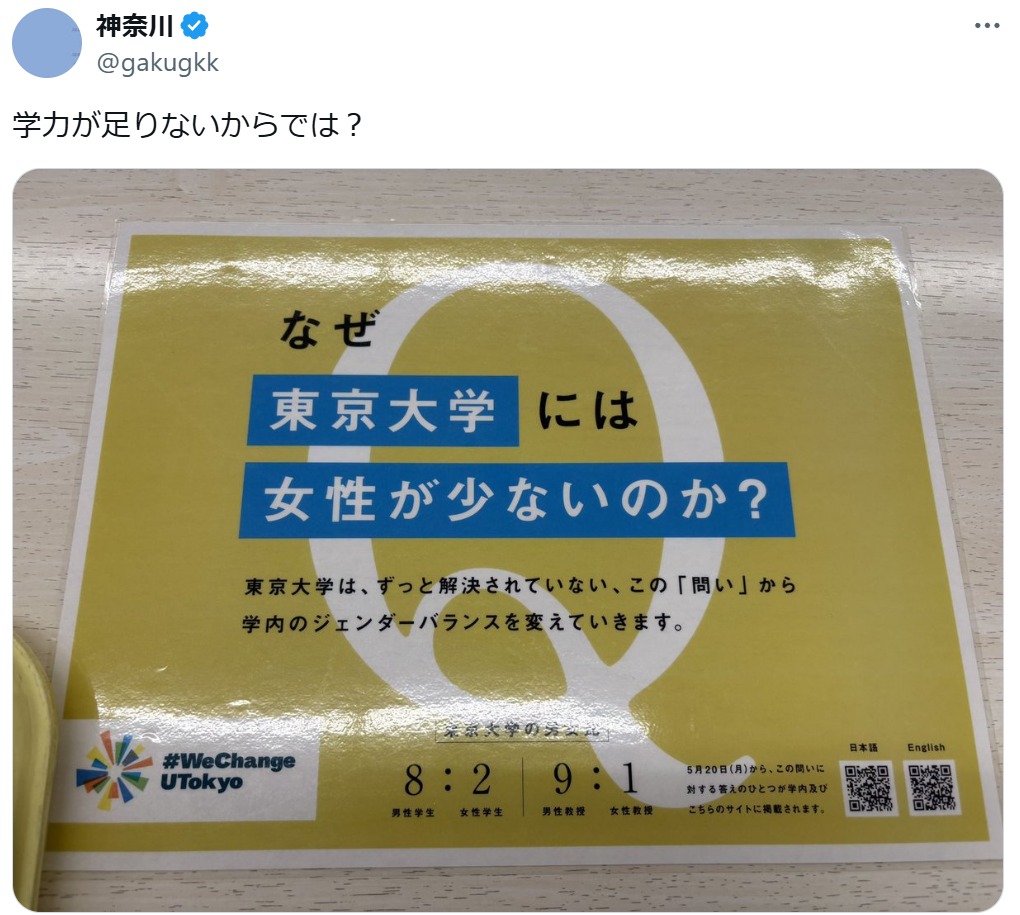 神奈川
@gakugkk
学力が足りないからでは？
なぜ
東京大学 には
女性が少ないのか?
東京大学は、ずっと解決されていない、この「問い」から
学内のジェンダーバランスを変えていきます。
東京大学の男女比
8:2
男性学生 女性学生
9:1
男性教授 女性教授
#WeChange
UTokyo
5月20日(月)から、この問いに
対する答えのひとつが学内及び
こちらのサイトに掲載されます。
日本語 English